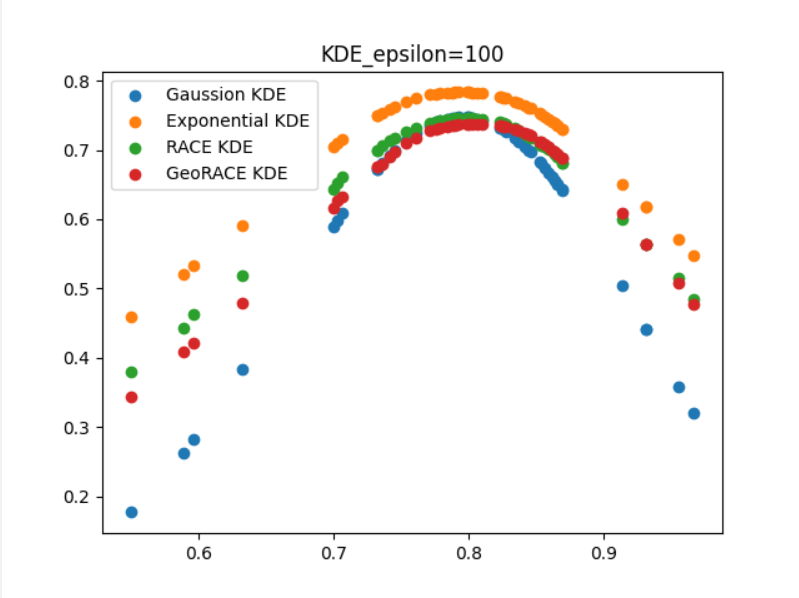 KDE_epsilon=100
Gaussion KDE
Exponential KDE
RACE KDE
GeoRACE KDE
0.8
0.7
0.6
0.5
0.4
0.3
0.2
0.6 0.7 0.8 0.9